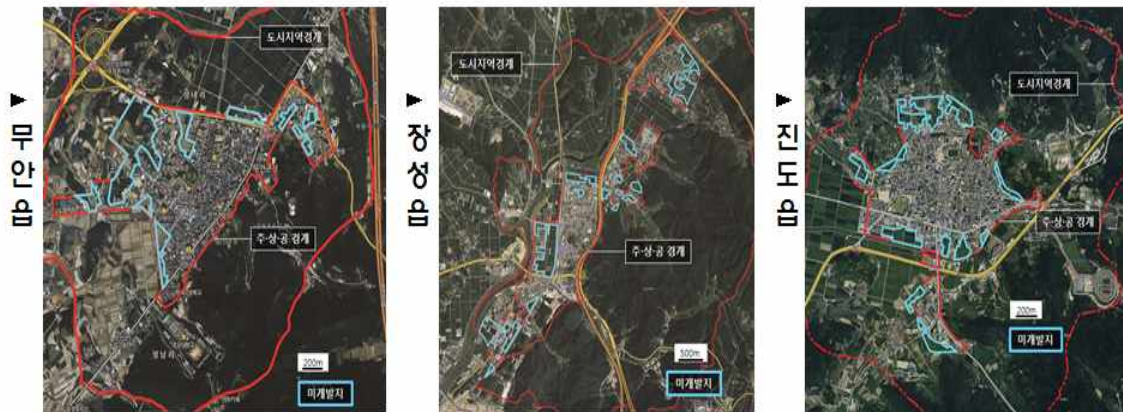 ▶ 무안읍
도시지역경계
주·상·공 경계
200m
미개발지
▶ 장성읍
도시지역경계
주·상·공 경계
500m
미개발지
▶ 진도읍
도시지역경계
주·상·공 경계
200m
미개발지